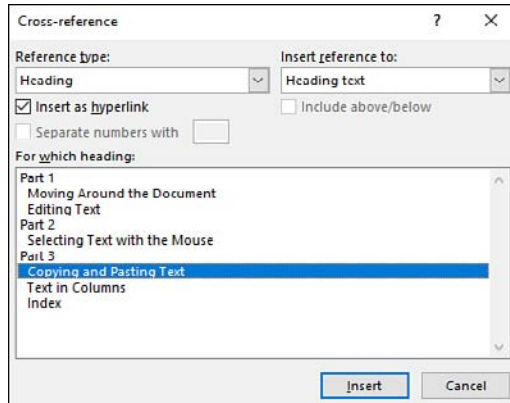 Cross-reference ? ×
Reference type: Insert reference to:
Heading Heading text
Insert as hyperlink Include above/below
Separate numbers with
For which heading:
Part 1
Moving Around the Document
Editing Text
Part 2
Selecting Text with the Mouse
Part 3
Copying and Pasting Text
Text in Columns
Index
Insert Cancel